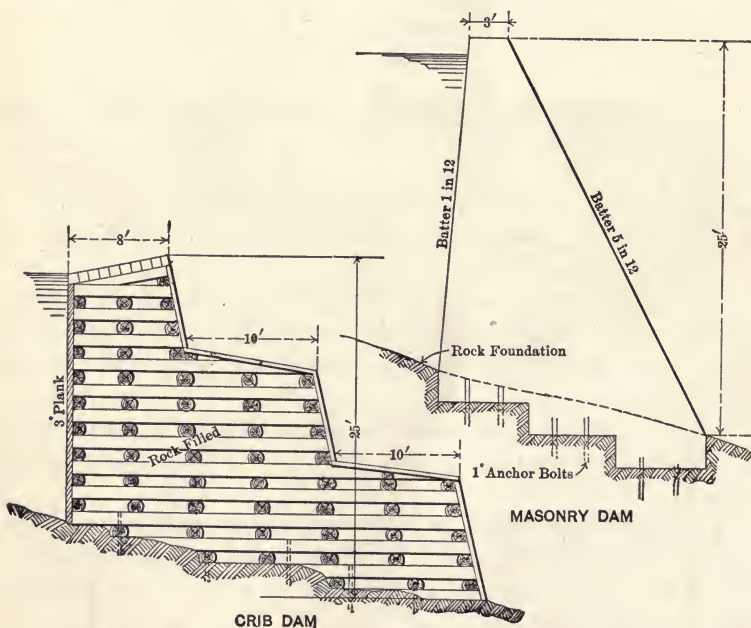 3'
Batter 1 in 12
Batter 5 in 12
25'
Rock Foundation
1" Anchor Bolts
MASONRY DAM
8'
10'
3" Plank
Rock Filled
25'
10'
CRIB DAM